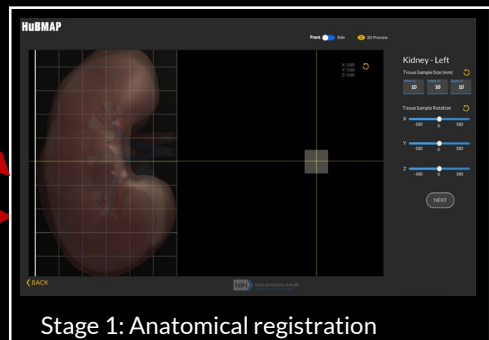 HuBMAP
Front Side 3D Preview
Kidney - Left
Tissue Sample Size (mm)
10 10 10
Tissue Sample Rotation
X
-180 0 180
Y
-180 0 180
Z
-180 0 180
NEXT
BACK
NIH
Stage 1: Anatomical registration